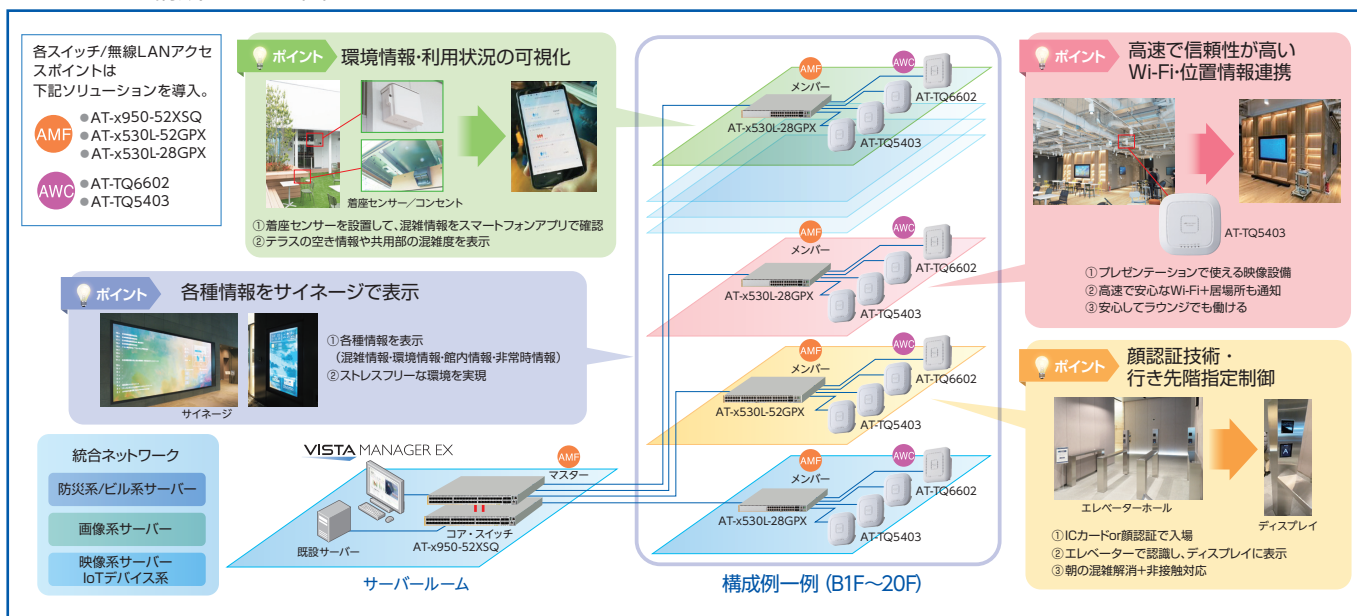 各スイッチ/無線LANアクセ
スポイントは
下記ソリューションを導入。
AMF
●AT-x950-52XSQ
●AT-x530L-52GPX
●AT-x530L-28GPX
AWC
●AT-TQ6602
●AT-TQ5403
ポイント 環境情報・利用状況の可視化
着座センサー/コンセント
①着座センサーを設置して、混雑情報をスマートフォンアプリで確認
②テラスの空き情報や共用部の混雑度を表示
ポイント 各種情報をサイネージで表示
サイネージ
①各種情報を表示
(混雑情報・環境情報・館内情報・非常時情報)
②ストレスフリーな環境を実現
統合ネットワーク
防災系/ビル系サーバー
画像系サーバー
映像系サーバー
IoTデバイス系
VISTA MANAGER EX
AMF
マスター
既設サーバー
コア・スイッチ
AT-x950-52XSQ
サーバールーム
AMF
メンバー
AWC
AT-TQ6602
AT-x530L-28GPX
AT-TQ5403
AMF
メンバー
AWC
AT-TQ6602
AT-x530L-28GPX
AT-TQ5403
AMF
メンバー
AWC
AT-TQ6602
AT-x530L-52GPX
AT-TQ5403
AMF
メンバー
AWC
AT-TQ6602
AT-x530L-28GPX
AT-TQ5403
構成例一例 (B1F〜20F)
ポイント 高速で信頼性が高い
Wi-Fi・位置情報連携
AT-TQ5403
①プレゼンテーションで使える映像設備
②高速で安心なWi-Fi+居場所も通知
③安心してラウンジでも働ける
ポイント 顔認証技術・
行き先階指定制御
エレベーターホール
ディスプレイ
①ICカードor顔認証で入場
②エレベーターで認識し、ディスプレイに表示
③朝の混雑解消+非接触対応